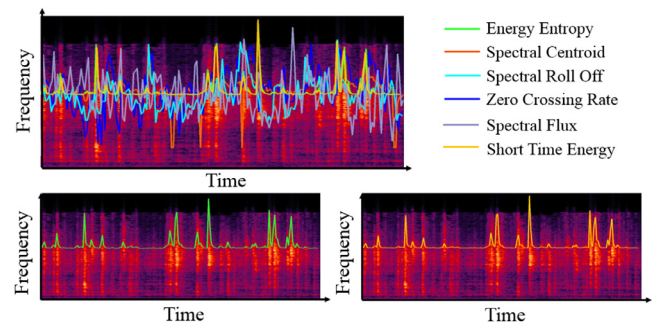 Frequency
Time
Energy Entropy
Spectral Centroid
Spectral Roll Off
Zero Crossing Rate
Spectral Flux
Short Time Energy
Frequency
Time
Frequency
Time